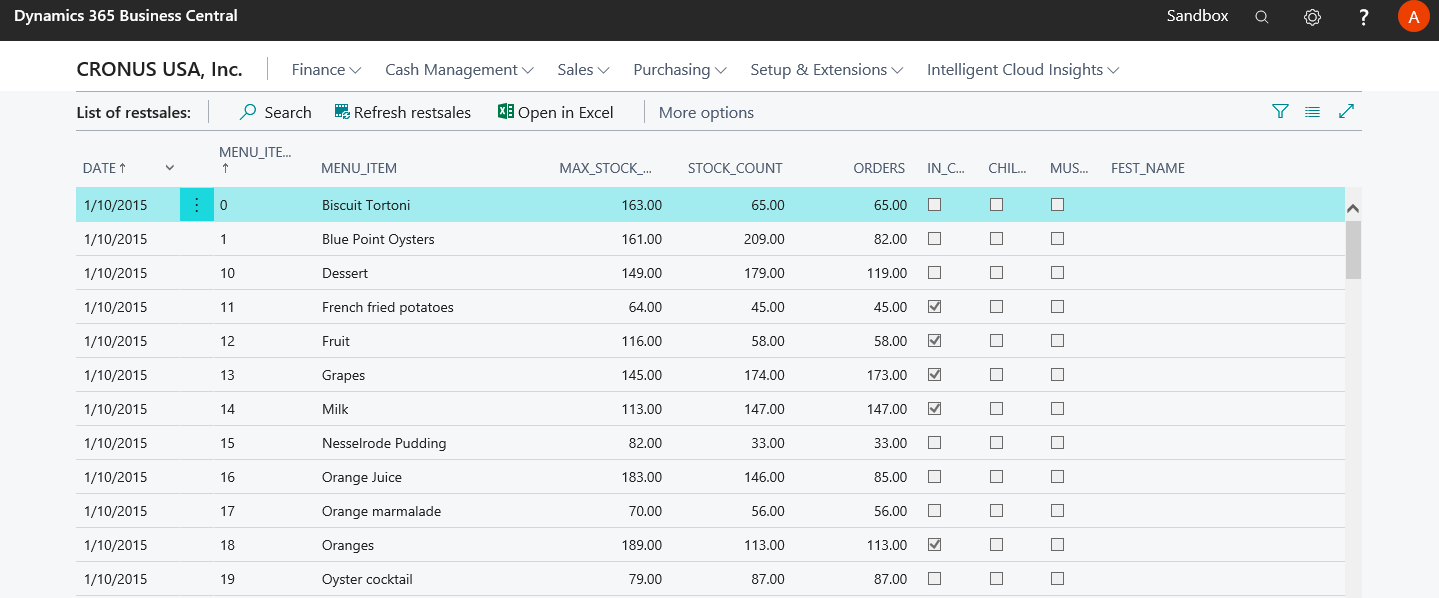 Dynamics 365 Business Central Sandbox ? A
CRONUS USA, Inc. Finance Cash Management Sales Purchasing Setup & Extensions Intelligent Cloud Insights
List of restsales: Search Refresh restsales Open in Excel More options
DATE↑ MENU_ITE... ↑ MENU_ITEM MAX_STOCK_... STOCK_COUNT ORDERS IN_C... CHIL... MUS... FEST_NAME
1/10/2015 0 Biscuit Tortoni 163.00 65.00 65.00
1/10/2015 1 Blue Point Oysters 161.00 209.00 82.00
1/10/2015 10 Dessert 149.00 179.00 119.00
1/10/2015 11 French fried potatoes 64.00 45.00 45.00
1/10/2015 12 Fruit 116.00 58.00 58.00
1/10/2015 13 Grapes 145.00 174.00 173.00
1/10/2015 14 Milk 113.00 147.00 147.00
1/10/2015 15 Nesselrode Pudding 82.00 33.00 33.00
1/10/2015 16 Orange Juice 183.00 146.00 85.00
1/10/2015 17 Orange marmalade 70.00 56.00 56.00
1/10/2015 18 Oranges 189.00 113.00 113.00
1/10/2015 19 Oyster cocktail 79.00 87.00 87.00